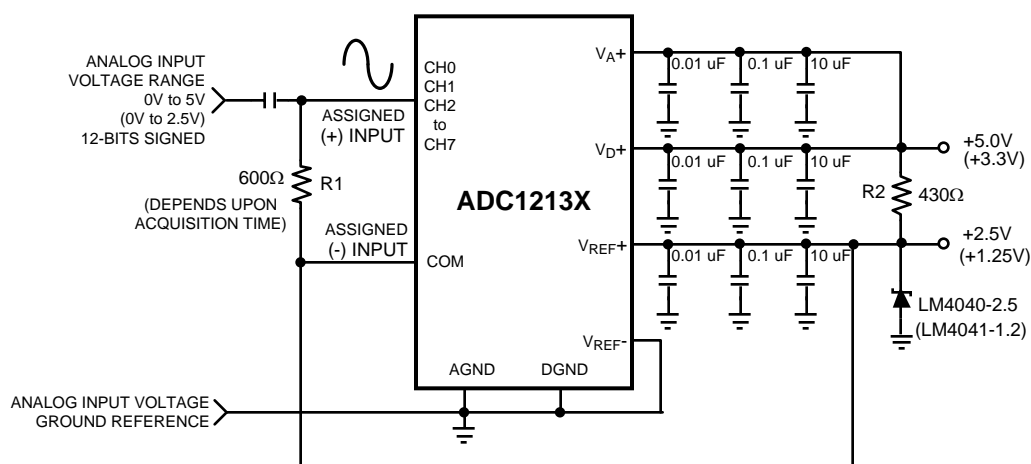 ANALOG INPUT
VOLTAGE RANGE
0V to 5V
(0V to 2.5V)
12-BITS SIGNED
ASSIGNED
(+) INPUT
600Ω
R1
(DEPENDS UPON
ACQUISITION TIME)
ASSIGNED
(-) INPUT
CH0
CH1
CH2
to
CH7
COM
ADC1213X
VA+
VD+
VREF+
VREF-
AGND
DGND
0.01 uF
0.1 uF
10 uF
0.01 uF
0.1 uF
10 uF
0.01 uF
0.1 uF
10 uF
+5.0V
(+3.3V)
R2
430Ω
+2.5V
(+1.25V)
LM4040-2.5
(LM4041-1.2)
ANALOG INPUT VOLTAGE
GROUND REFERENCE